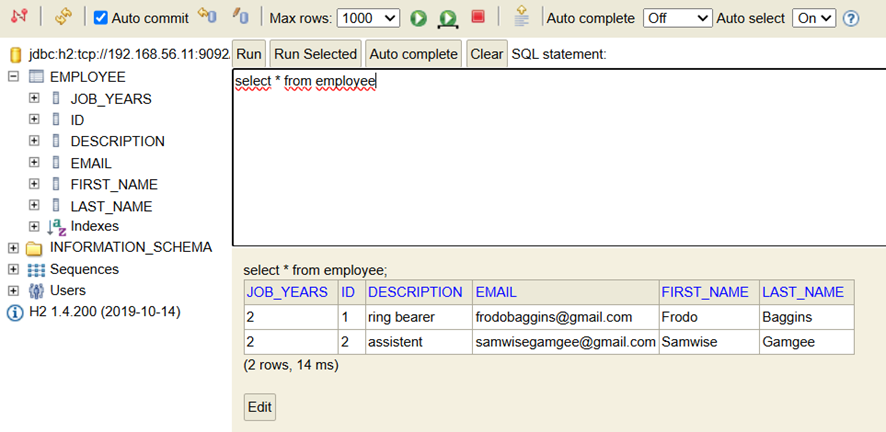 Auto commit Max rows: 1000 Auto complete Off Auto select On
jdbc:h2:tcp://192.168.56.11:9092 Run Run Selected Auto complete Clear SQL statement:
EMPLOYEE
JOB_YEARS
ID
DESCRIPTION
EMAIL
FIRST_NAME
LAST_NAME
Indexes
INFORMATION_SCHEMA
Sequences
Users
H2 1.4.200 (2019-10-14)
select * from employee
select * from employee;
JOB_YEARS ID DESCRIPTION EMAIL FIRST_NAME LAST_NAME
2 1 ring bearer frodobaggins@gmail.com Frodo Baggins
2 2 assistent samwisegamgee@gmail.com Samwise Gamgee
(2 rows, 14 ms)
Edit